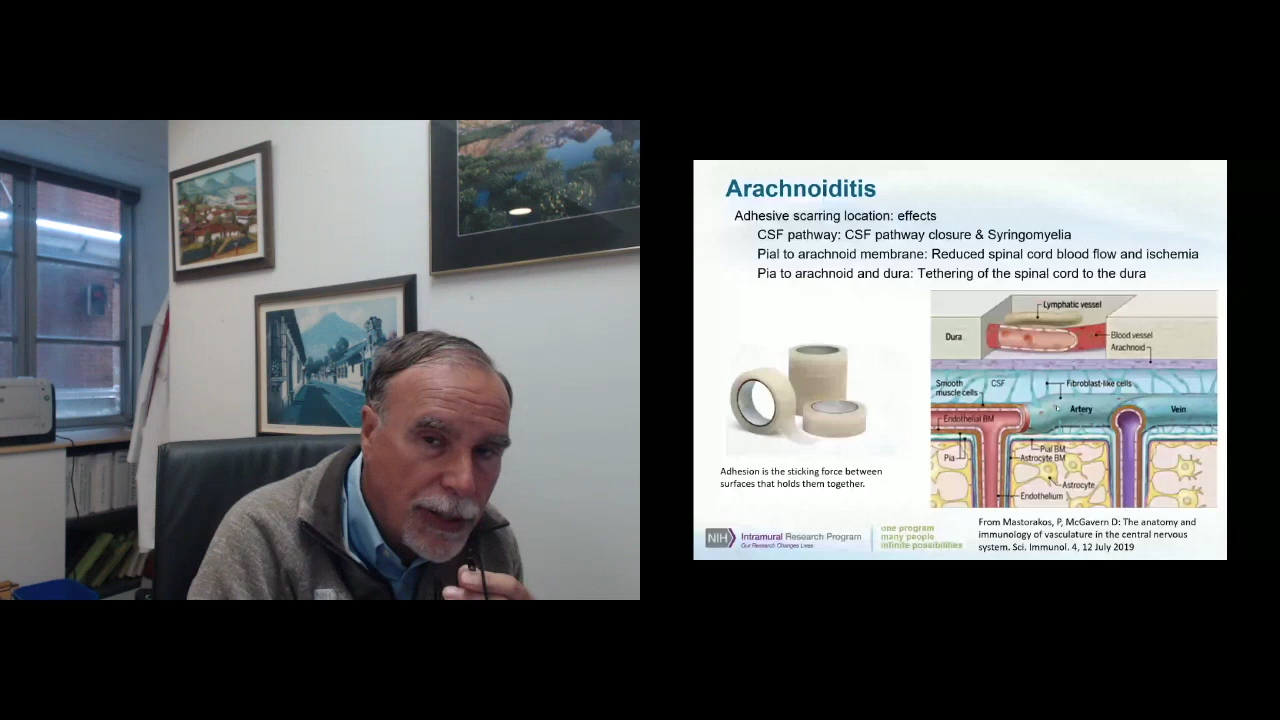 Arachnoiditis
Adhesive scarring location: effects
CSF pathway: CSF pathway closure & Syringomyelia
Pial to arachnoid membrane: Reduced spinal cord blood flow and ischemia
Pia to arachnoid and dura: Tethering of the spinal cord to the dura
Lymphatic vessel
Dura
Blood vessel
Arachnoid
Smooth
muscle cells
CSF
Fibroblast-like cells
Artery
Vein
Endothelial BM
Pia
Pial BM
Astrocyte BM
Astrocyte
Endothelium
Adhesion is the sticking force between
surfaces that holds them together.
NIH
Intramural Research Program
Our Research Changes Lives
one program
many people
infinite possibilities
From Mastorakos, P, McGavern D: The anatomy and
immunology of vasculature in the central nervous
system. Sci. Immunol. 4, 12 July 2019